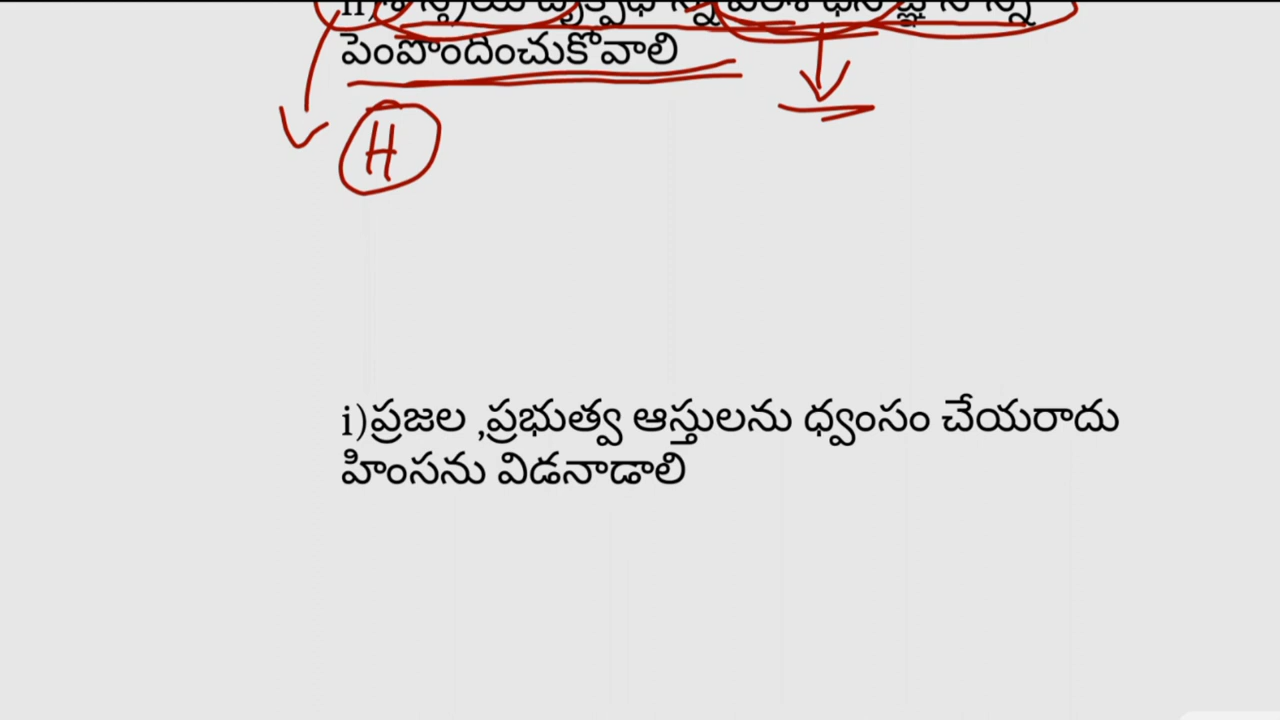 పెంపొందించుకోవాలి
H
i)ప్రజల ,ప్రభుత్వ ఆస్తులను ధ్వంసం చేయరాదు
హింసను విడనాడాలి